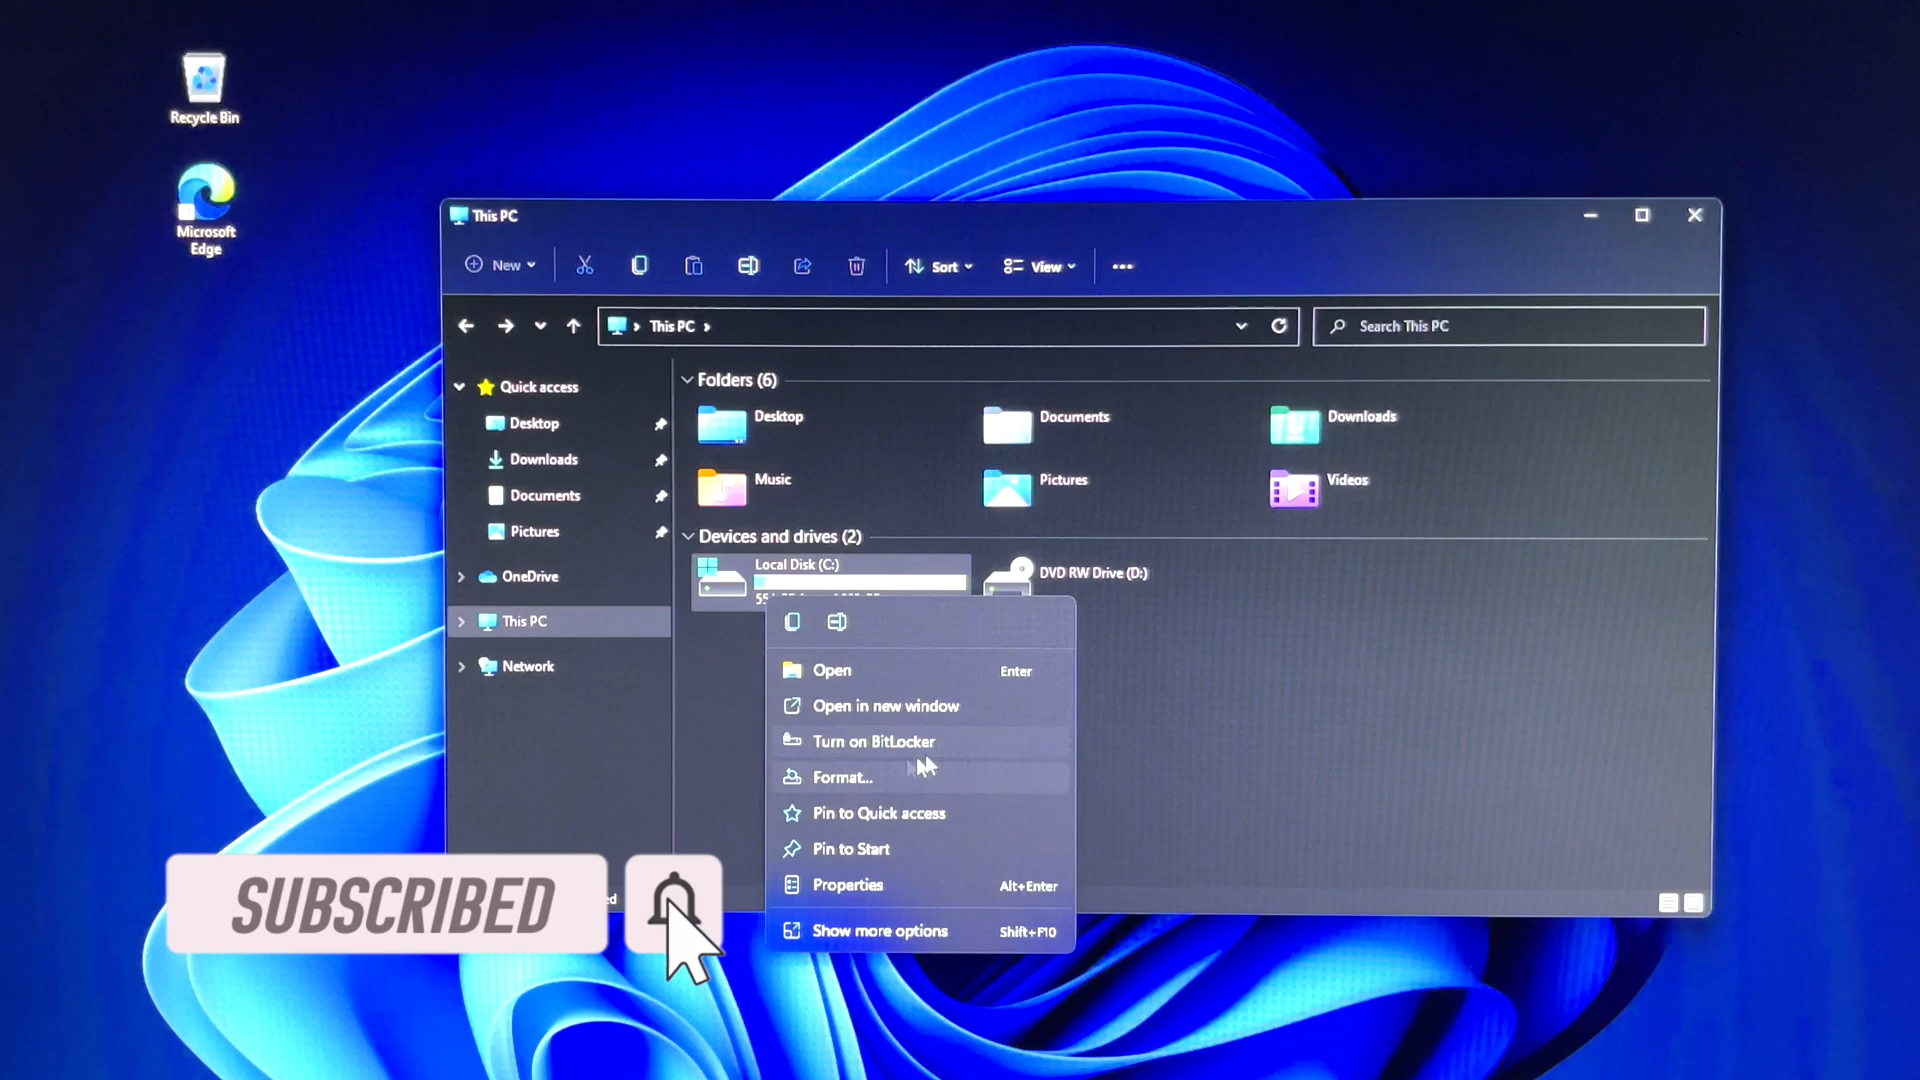 Recycle Bin
Microsoft
Edge
This PC
New
Sort
View
This PC
Search This PC
Quick access
Desktop
Downloads
Documents
Pictures
OneDrive
This PC
Network
Folders (6)
Desktop
Documents
Downloads
Music
Pictures
Videos
Devices and drives (2)
Local Disk (C:)
DVD RW Drive (D:)
Open Enter
Open in new window
Turn on BitLocker
Format...
Pin to Quick access
Pin to Start
Properties Alt+Enter
Show more options Shift+F10
SUBSCRIBED